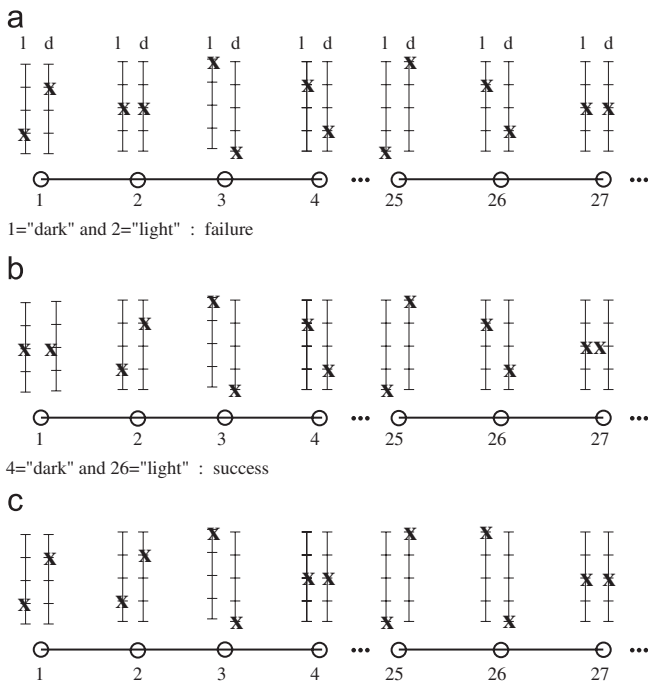 a
l d l d l d l d l d l d l d
1 2 3 4 ••• 25 26 27 •••
1="dark" and 2="light" : failure
b
1 2 3 4 ••• 25 26 27 •••
4="dark" and 26="light" : success
c
1 2 3 4 ••• 25 26 27 •••